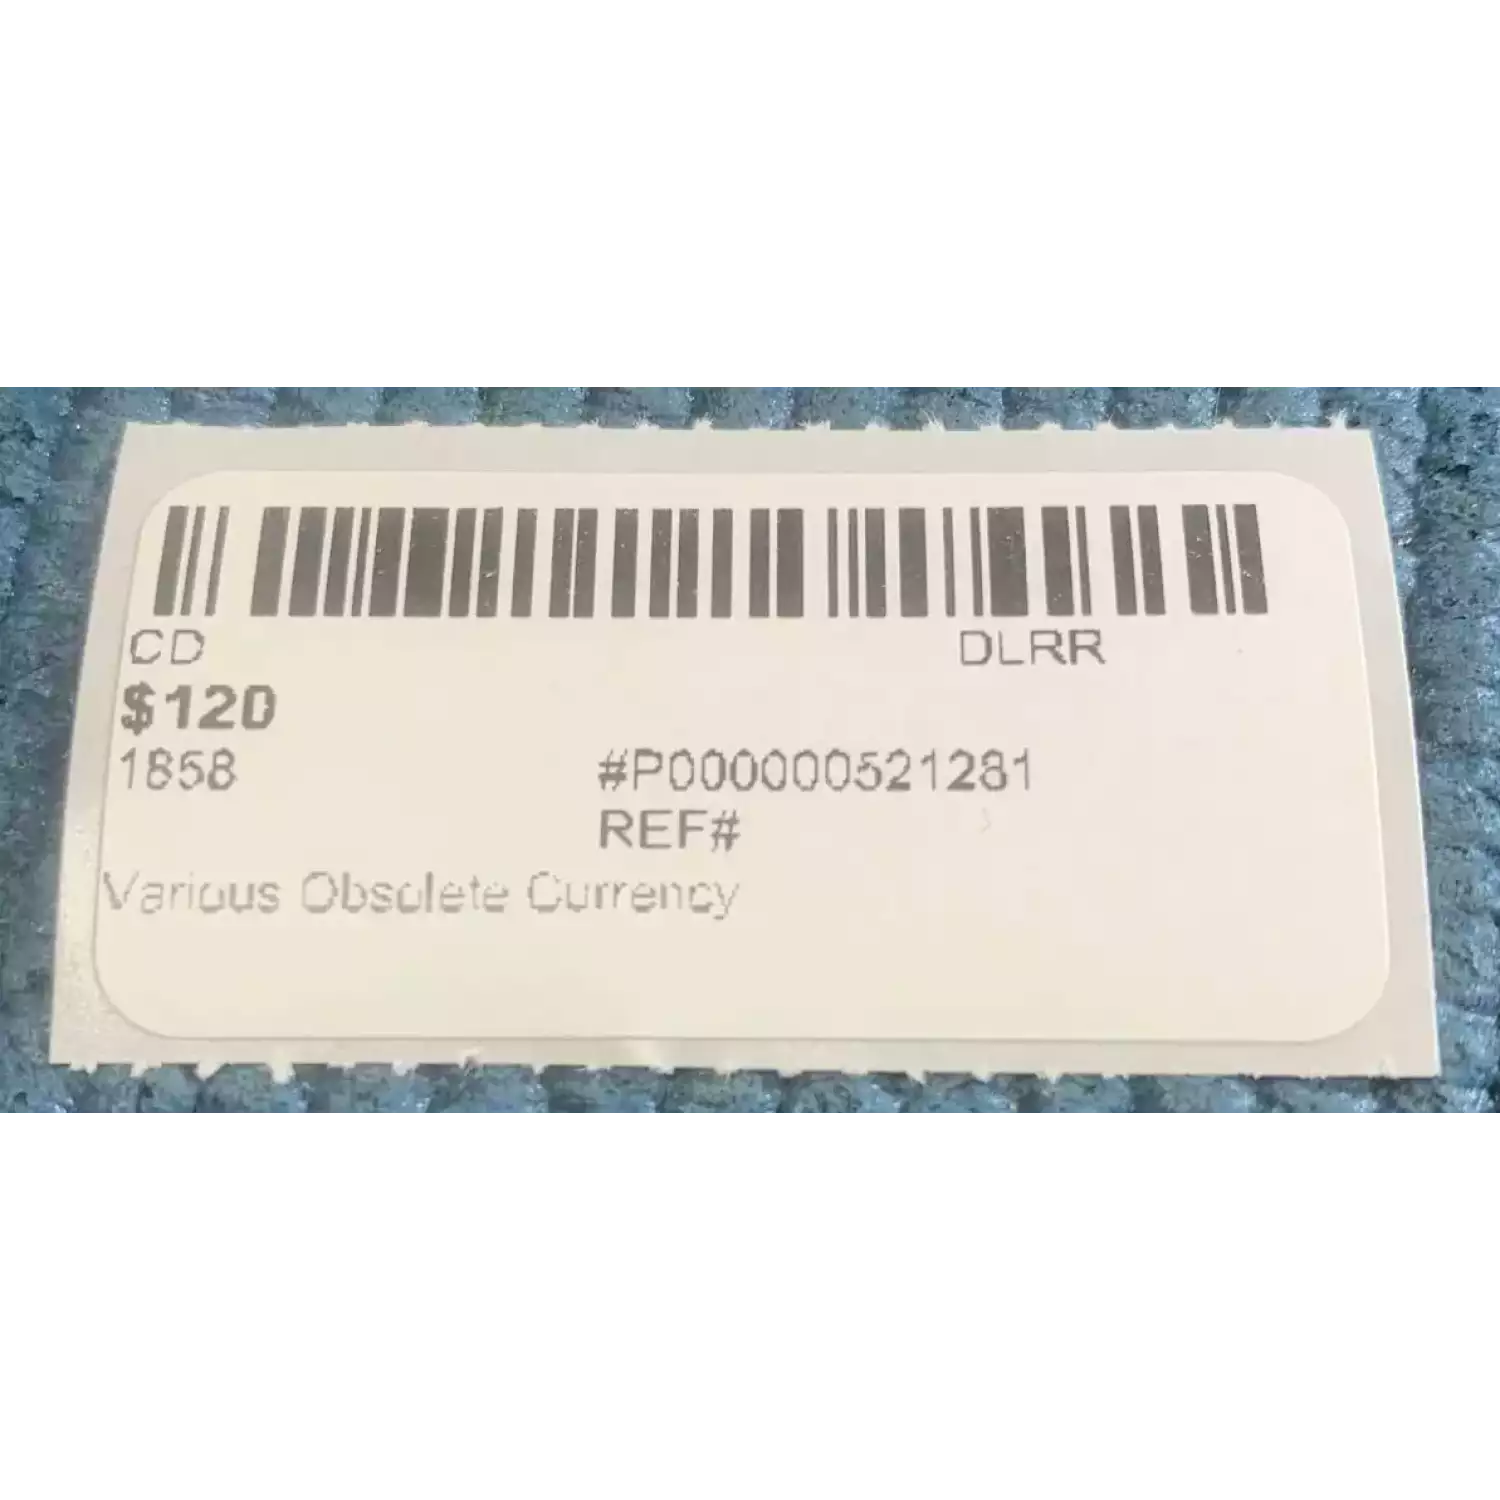 CD DLRR
$120
1858 #P000000521281
REF#
Various Obsolete Currency